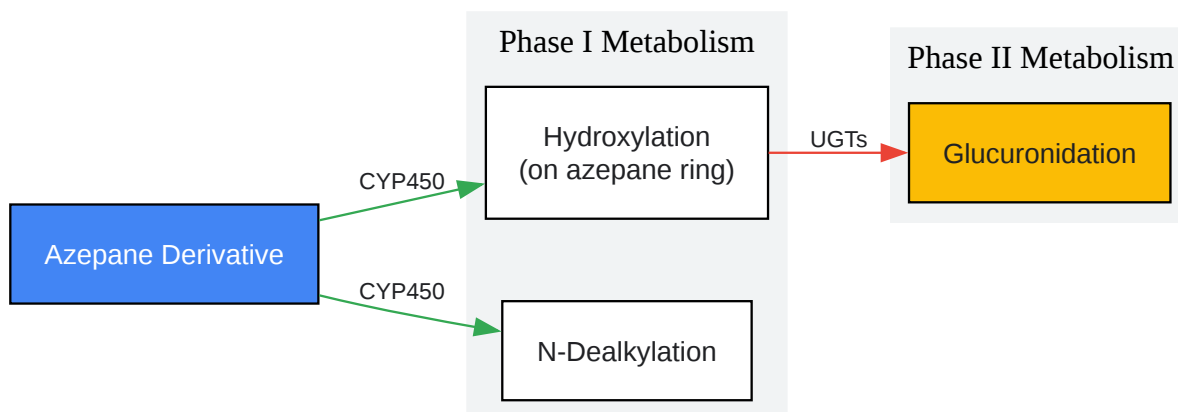 Phase I Metabolism
Phase II Metabolism
Hydroxylation
(on azepane ring)
UGTs
Glucuronidation
CYP450
Azepane Derivative
CYP450
N-Dealkylation